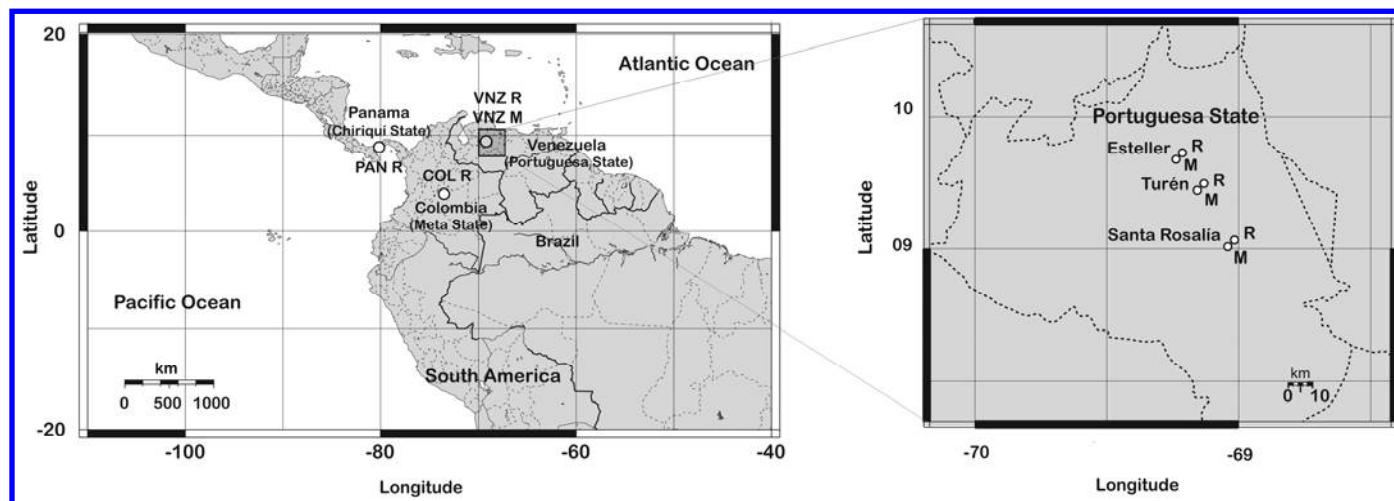 20
Atlantic Ocean
VNZ R
VNZ M
Panama
(Chiriquí State)
10
Venezuela
(Portuguesa State)
PAN R
COL R
Colombia
(Meta State)
Latitude
0
Brazil
Pacific Ocean
-10
km
0 500 1000
South America
-20
-100 -80 -60 -40
Longitude
10
Portuguesa State
Esteller R
M
Turén R
M
Latitude
Santa Rosalía R
09
M
km
0 10
-70 -69
Longitude